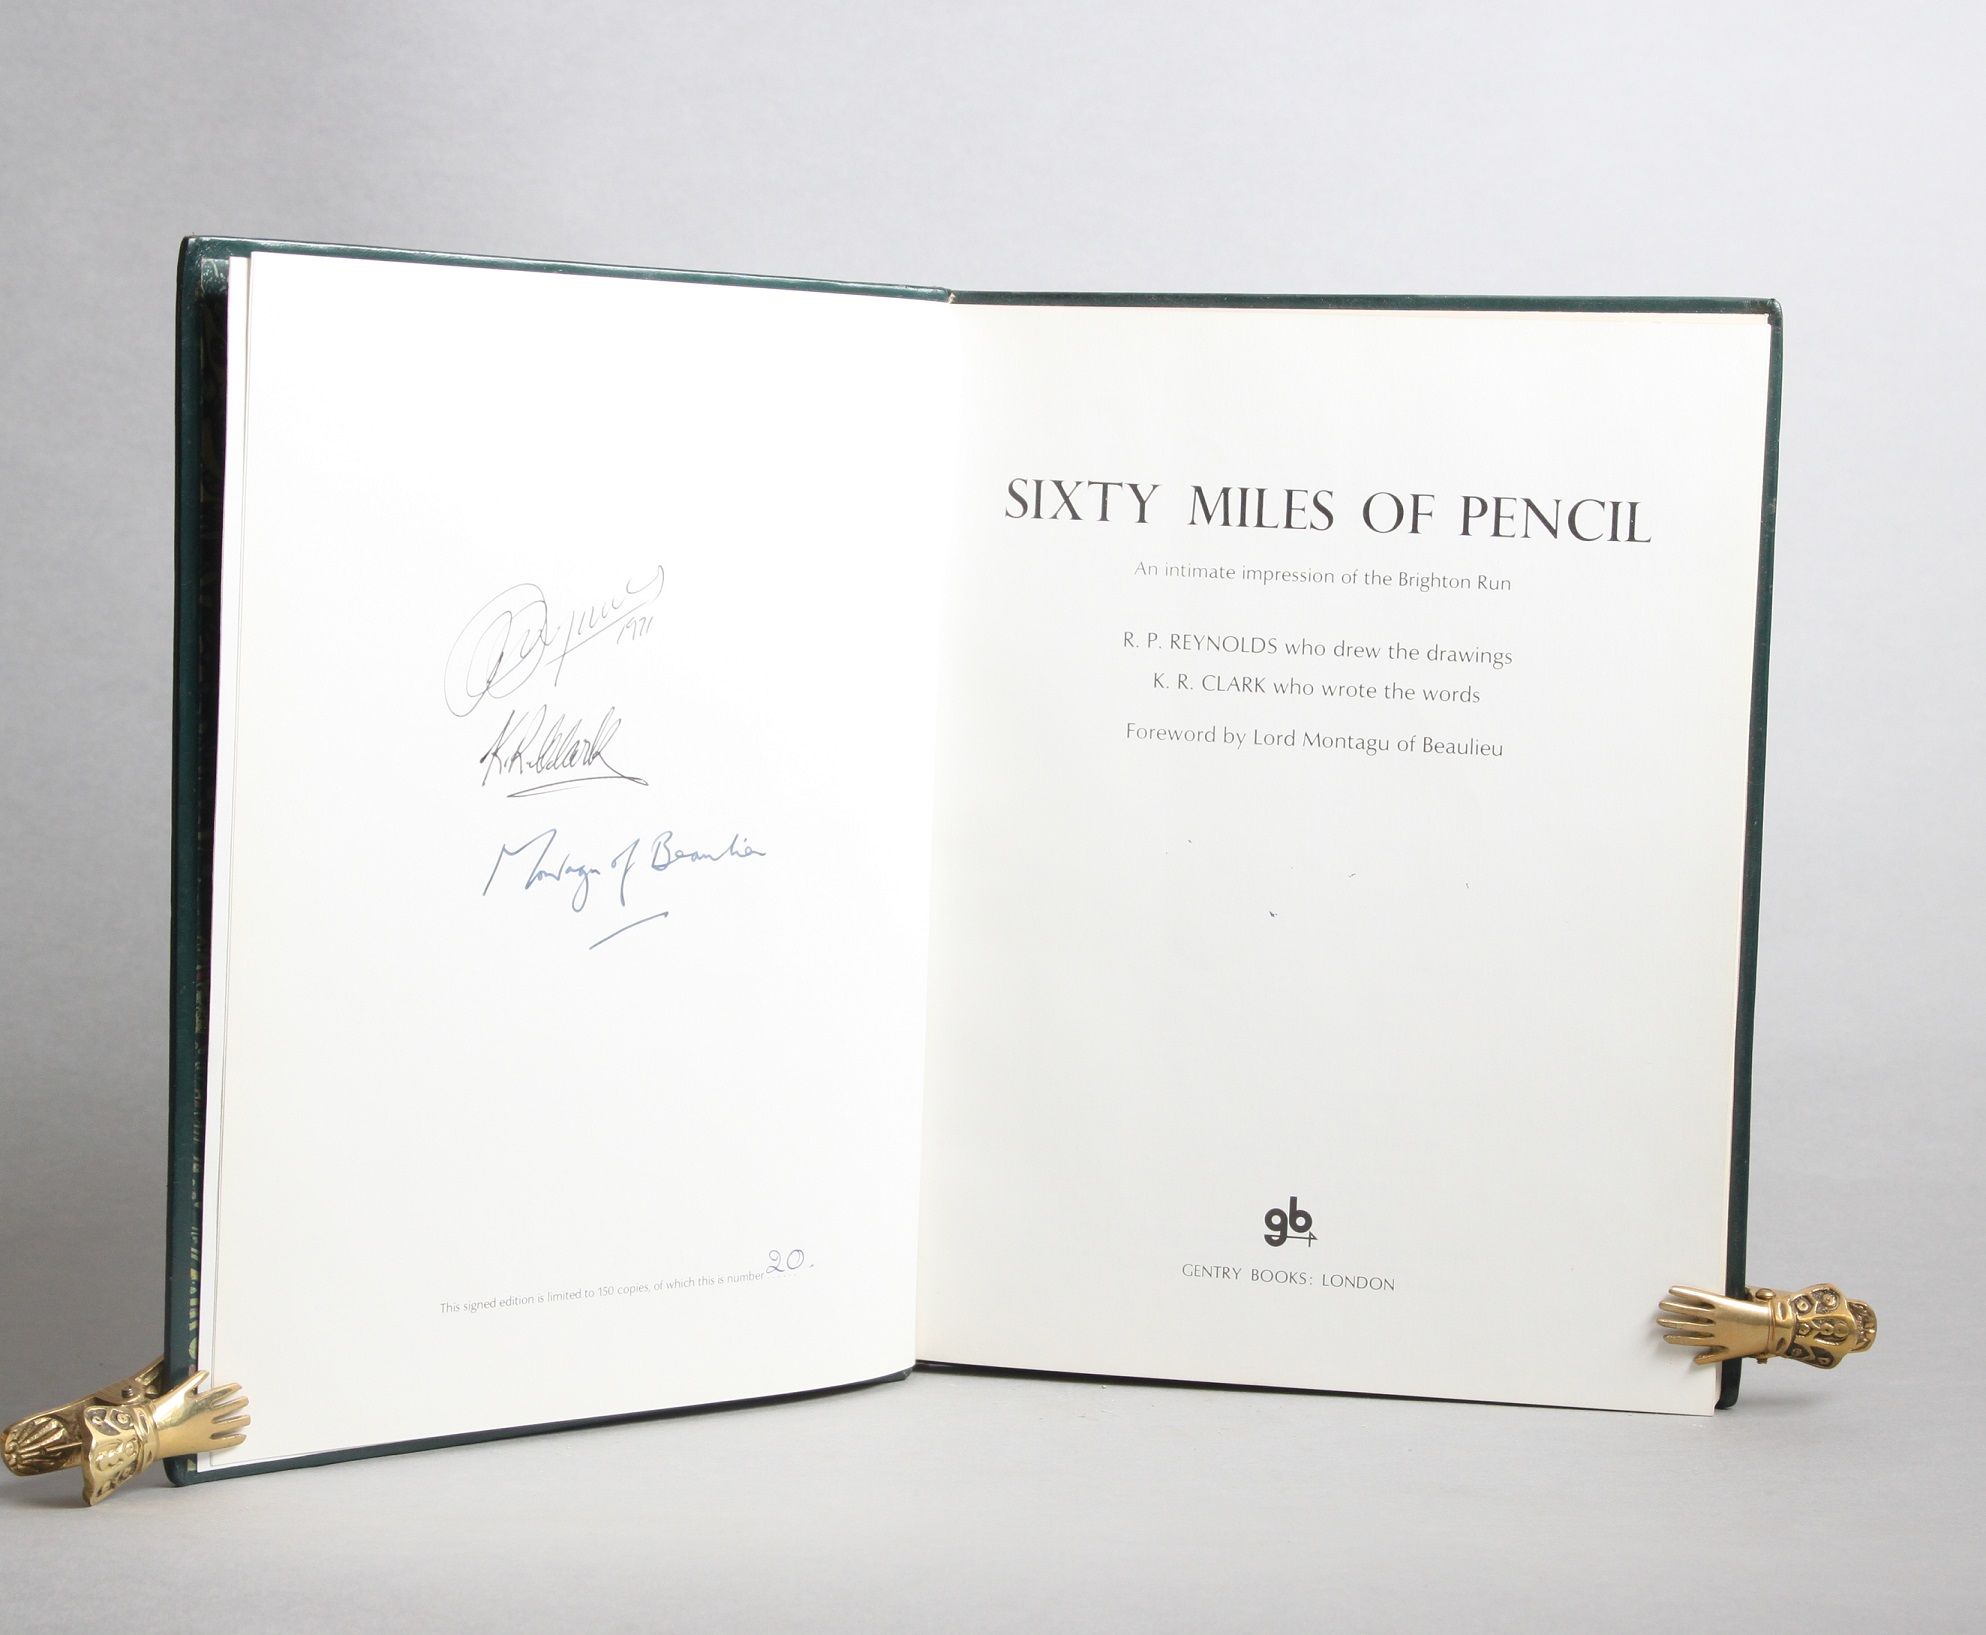 1971
K. R. Clark
Montagu of Beaulieu
This signed edition is limited to 150 copies, of which this is number 20.
SIXTY MILES OF PENCIL
An intimate impression of the Brighton Run
R. P. REYNOLDS who drew the drawings
K. R. CLARK who wrote the words
Foreword by Lord Montagu of Beaulieu
gb
GENTRY BOOKS: LONDON